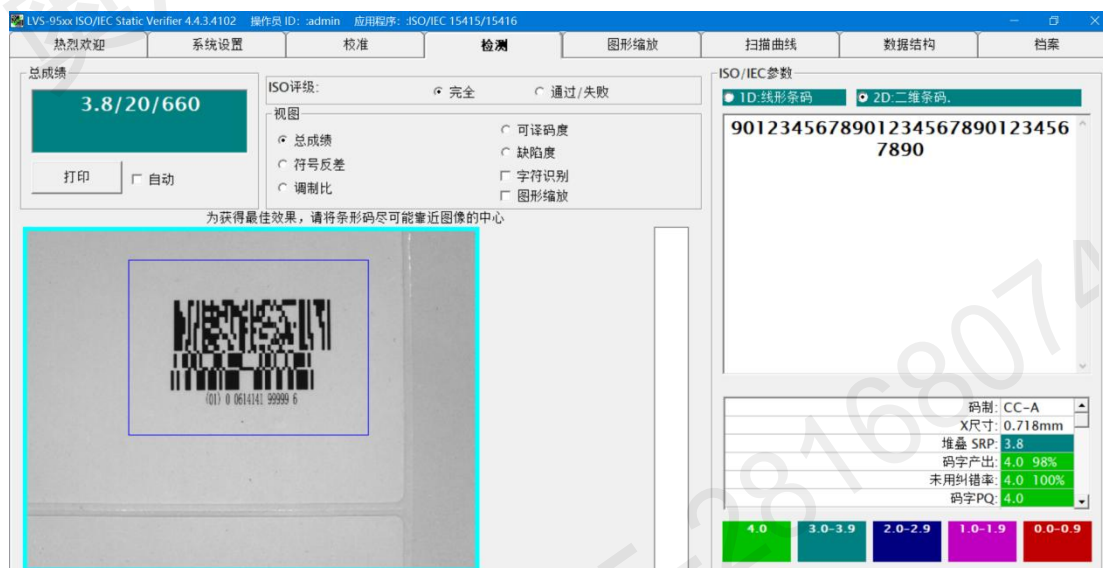 LVS-95xx ISO/IEC Static Verifier 4.4.3.4102 操作员 ID: :admin 应用程序: :ISO/IEC 15415/15416
热烈欢迎 系统设置 校准 检测 图形缩放 扫描曲线 数据结构 档案
总成绩
3.8/20/660
打印 自动
ISO评级: 完全 通过/失败
视图
总成绩
符号反差
调制比
可译码度
缺陷度
字符识别
图形缩放
为获得最佳效果，请将条形码尽可能靠近图像的中心
(01) 0 0614141 99999 6
ISO/IEC参数
1D:线形条码 2D:二维条码.
901234567890123456789012345​6
7890
码制: CC-A
X尺寸: 0.718mm
堆叠 SRP: 3.8
码字产出: 4.0 98%
未用纠错率: 4.0 100%
码字PQ: 4.0
4.0 3.0-3.9 2.0-2.9 1.0-1.9 0.0-0.9